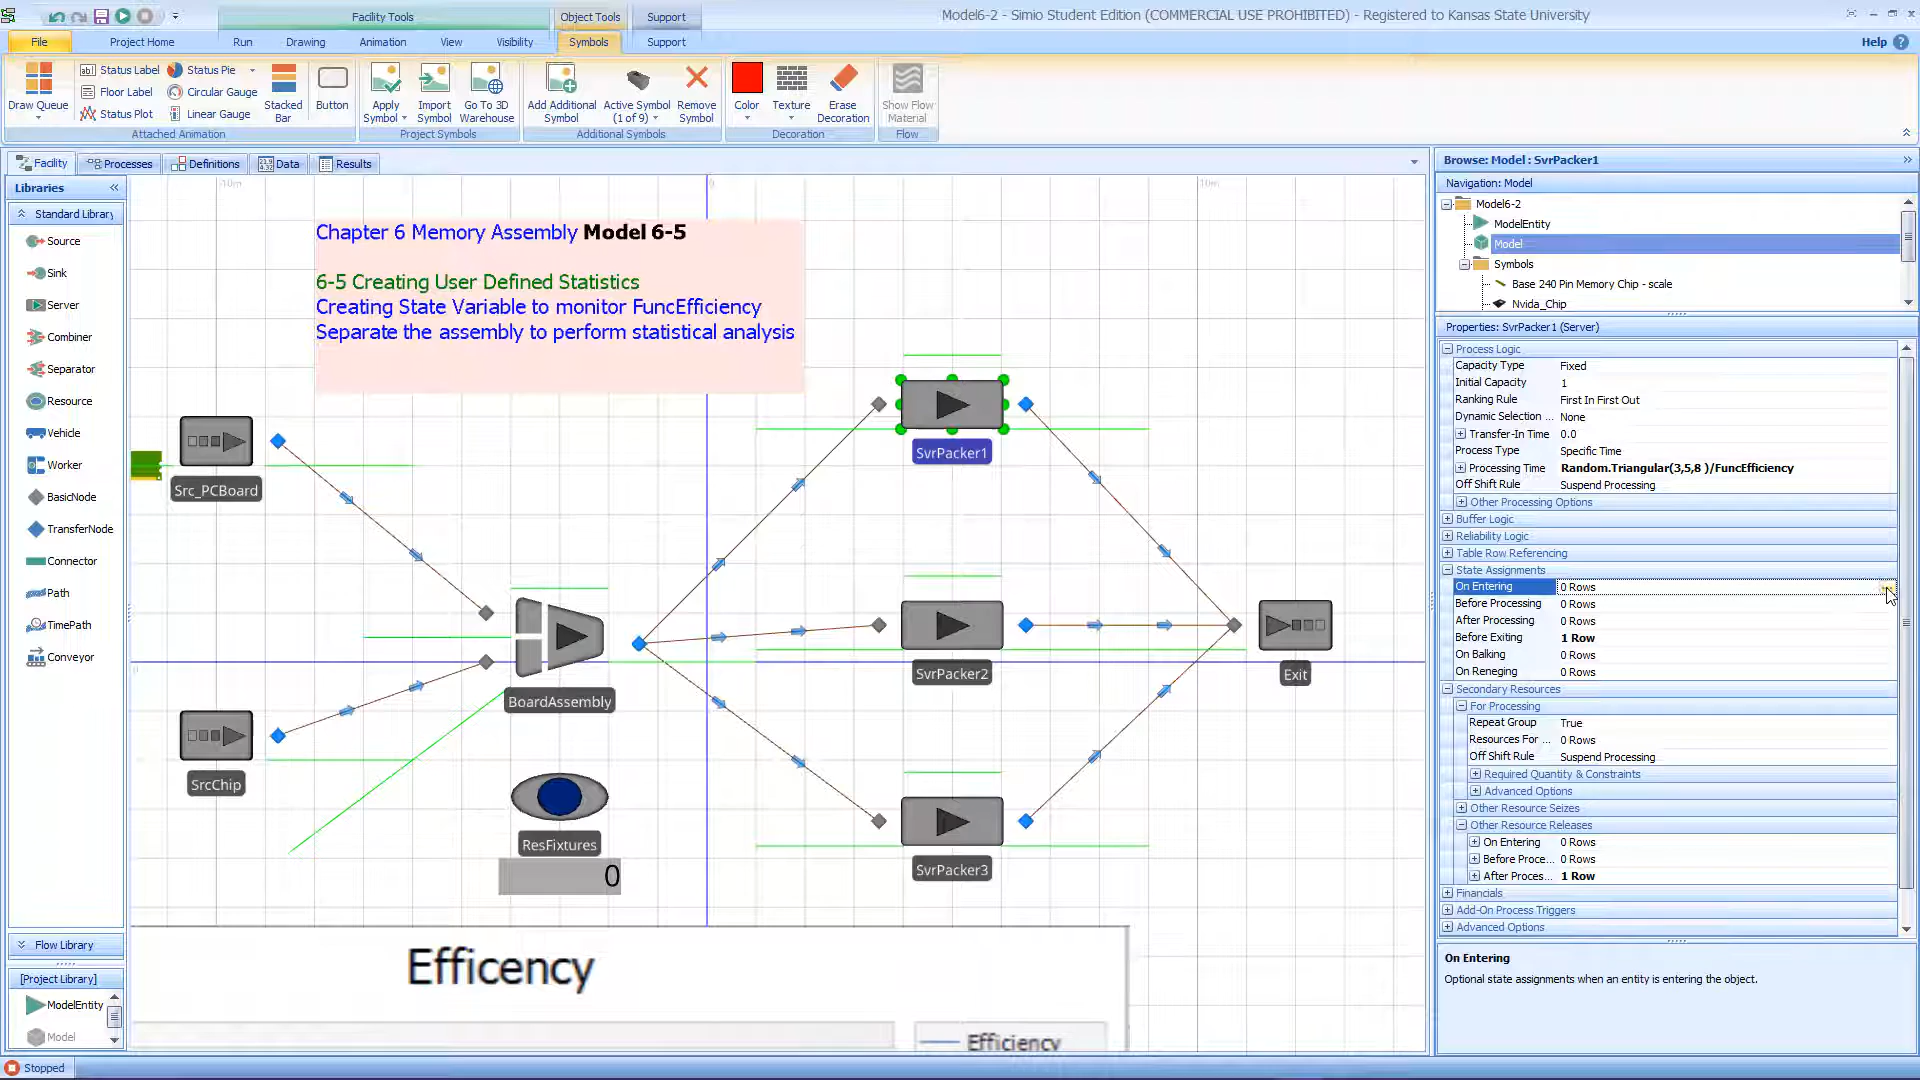 Facility Tools
Object Tools
Support
Model6-2 - Simio Student Edition (COMMERCIAL USE PROHIBITED) - Registered to Kansas State University
File
Project Home
Run
Drawing
Animation
View
Visibility
Symbols
Support
Help
Draw Queue
Status Label
Floor Label
Status Plot
Status Pie
Circular Gauge
Linear Gauge
Stacked Bar
Button
Apply Symbol
Import Symbol
Go To 3D Warehouse
Add Additional Symbol
Active Symbol (1 of 9)
Remove Symbol
Color
Texture
Erase Decoration
Show Flow Material
Attached Animation
Project Symbols
Additional Symbols
Decoration
Flow
Facility
Processes
Definitions
Data
Results
Libraries
Standard Library
Source
Sink
Server
Combiner
Separator
Resource
Vehicle
Worker
BasicNode
TransferNode
Connector
Path
TimePath
Conveyor
Flow Library
[Project Library]
ModelEntity
Model
Stopped
-10m
0
10m
Chapter 6 Memory Assembly Model 6-5
6-5 Creating User Defined Statistics
Creating State Variable to monitor FuncEfficiency
Separate the assembly to perform statistical analysis
Src_PCBoard
SrcChip
BoardAssembly
ResFixtures
0
SvrPacker1
SvrPacker2
SvrPacker3
Exit
Efficency
Efficiency
Browse: Model : SvrPacker1
Navigation: Model
Model6-2
ModelEntity
Model
Symbols
Base 240 Pin Memory Chip - scale
Nvida_Chip
Properties: SvrPacker1 (Server)
Process Logic
Capacity Type Fixed
Initial Capacity 1
Ranking Rule First In First Out
Dynamic Selection ... None
Transfer-In Time 0.0
Process Type Specific Time
Processing Time Random.Triangular(3,5,8 )/FuncEfficiency
Off Shift Rule Suspend Processing
Other Processing Options
Buffer Logic
Reliability Logic
Table Row Referencing
State Assignments
On Entering 0 Rows
Before Processing 0 Rows
After Processing 0 Rows
Before Exiting 1 Row
On Balking 0 Rows
On Reneging 0 Rows
Secondary Resources
For Processing
Repeat Group True
Resources For ... 0 Rows
Off Shift Rule Suspend Processing
Required Quantity & Constraints
Advanced Options
Other Resource Seizes
Other Resource Releases
On Entering 0 Rows
Before Proce... 0 Rows
After Proces... 1 Row
Financials
Add-On Process Triggers
Advanced Options
On Entering
Optional state assignments when an entity is entering the object.